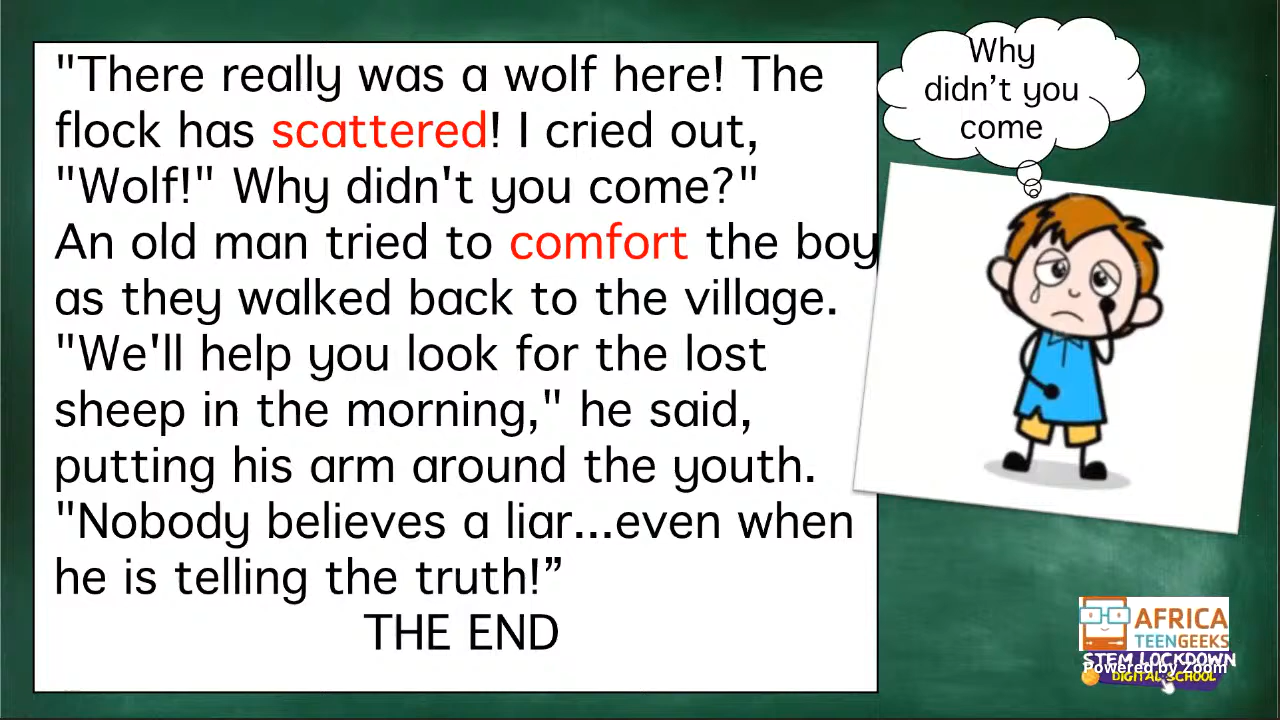 "There really was a wolf here! The
flock has scattered! I cried out,
"Wolf!" Why didn't you come?"
An old man tried to comfort the boy
as they walked back to the village.
"We'll help you look for the lost
sheep in the morning," he said,
putting his arm around the youth.
"Nobody believes a liar...even when
he is telling the truth!”
THE END
Why
didn’t you
come
AFRICA
TEENGEEKS
STEM LOCKDOWN
Powered by Zoom
DIGITAL SCHOOL